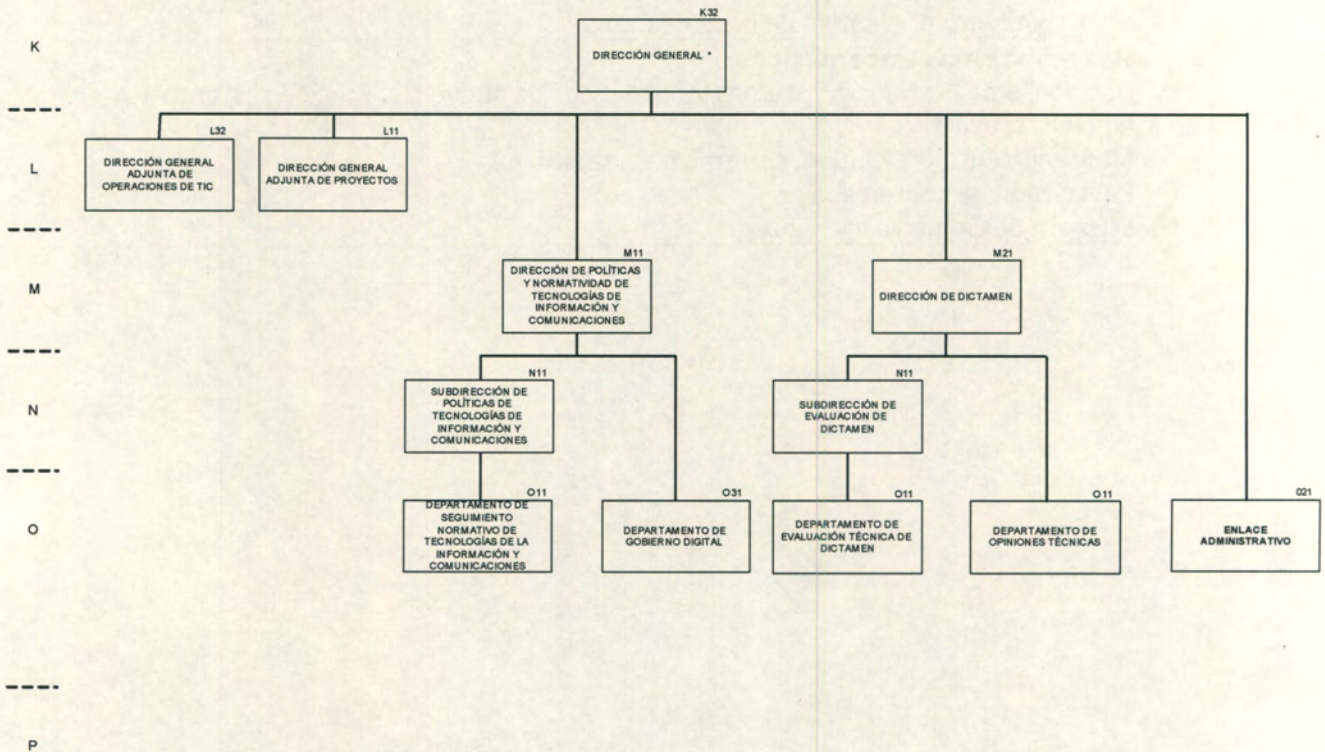 K32
K
DIRECCIÓN GENERAL *
L32
L11
L
DIRECCIÓN GENERAL
ADJUNTA DE
OPERACIONES DE TIC
DIRECCIÓN GENERAL
ADJUNTA DE PROYECTOS
M11
M21
M
DIRECCIÓN DE POLÍTICAS
Y NORMATIVIDAD DE
TECNOLOGÍAS DE
INFORMACIÓN Y
COMUNICACIONES
DIRECCIÓN DE DICTAMEN
N11
N11
N
SUBDIRECCIÓN DE
POLÍTICAS DE
TECNOLOGÍAS DE
INFORMACIÓN Y
COMUNICACIONES
SUBDIRECCIÓN DE
EVALUACIÓN DE
DICTAMEN
O11
O31
O11
O11
021
O
DEPARTAMENTO DE
SEGUIMIENTO
NORMATIVO DE
TECNOLOGÍAS DE LA
INFORMACIÓN Y
COMUNICACIONES
DEPARTAMENTO DE
GOBIERNO DIGITAL
DEPARTAMENTO DE
EVALUACIÓN TÉCNICA DE
DICTAMEN
DEPARTAMENTO DE
OPINIONES TÉCNICAS
ENLACE
ADMINISTRATIVO
P